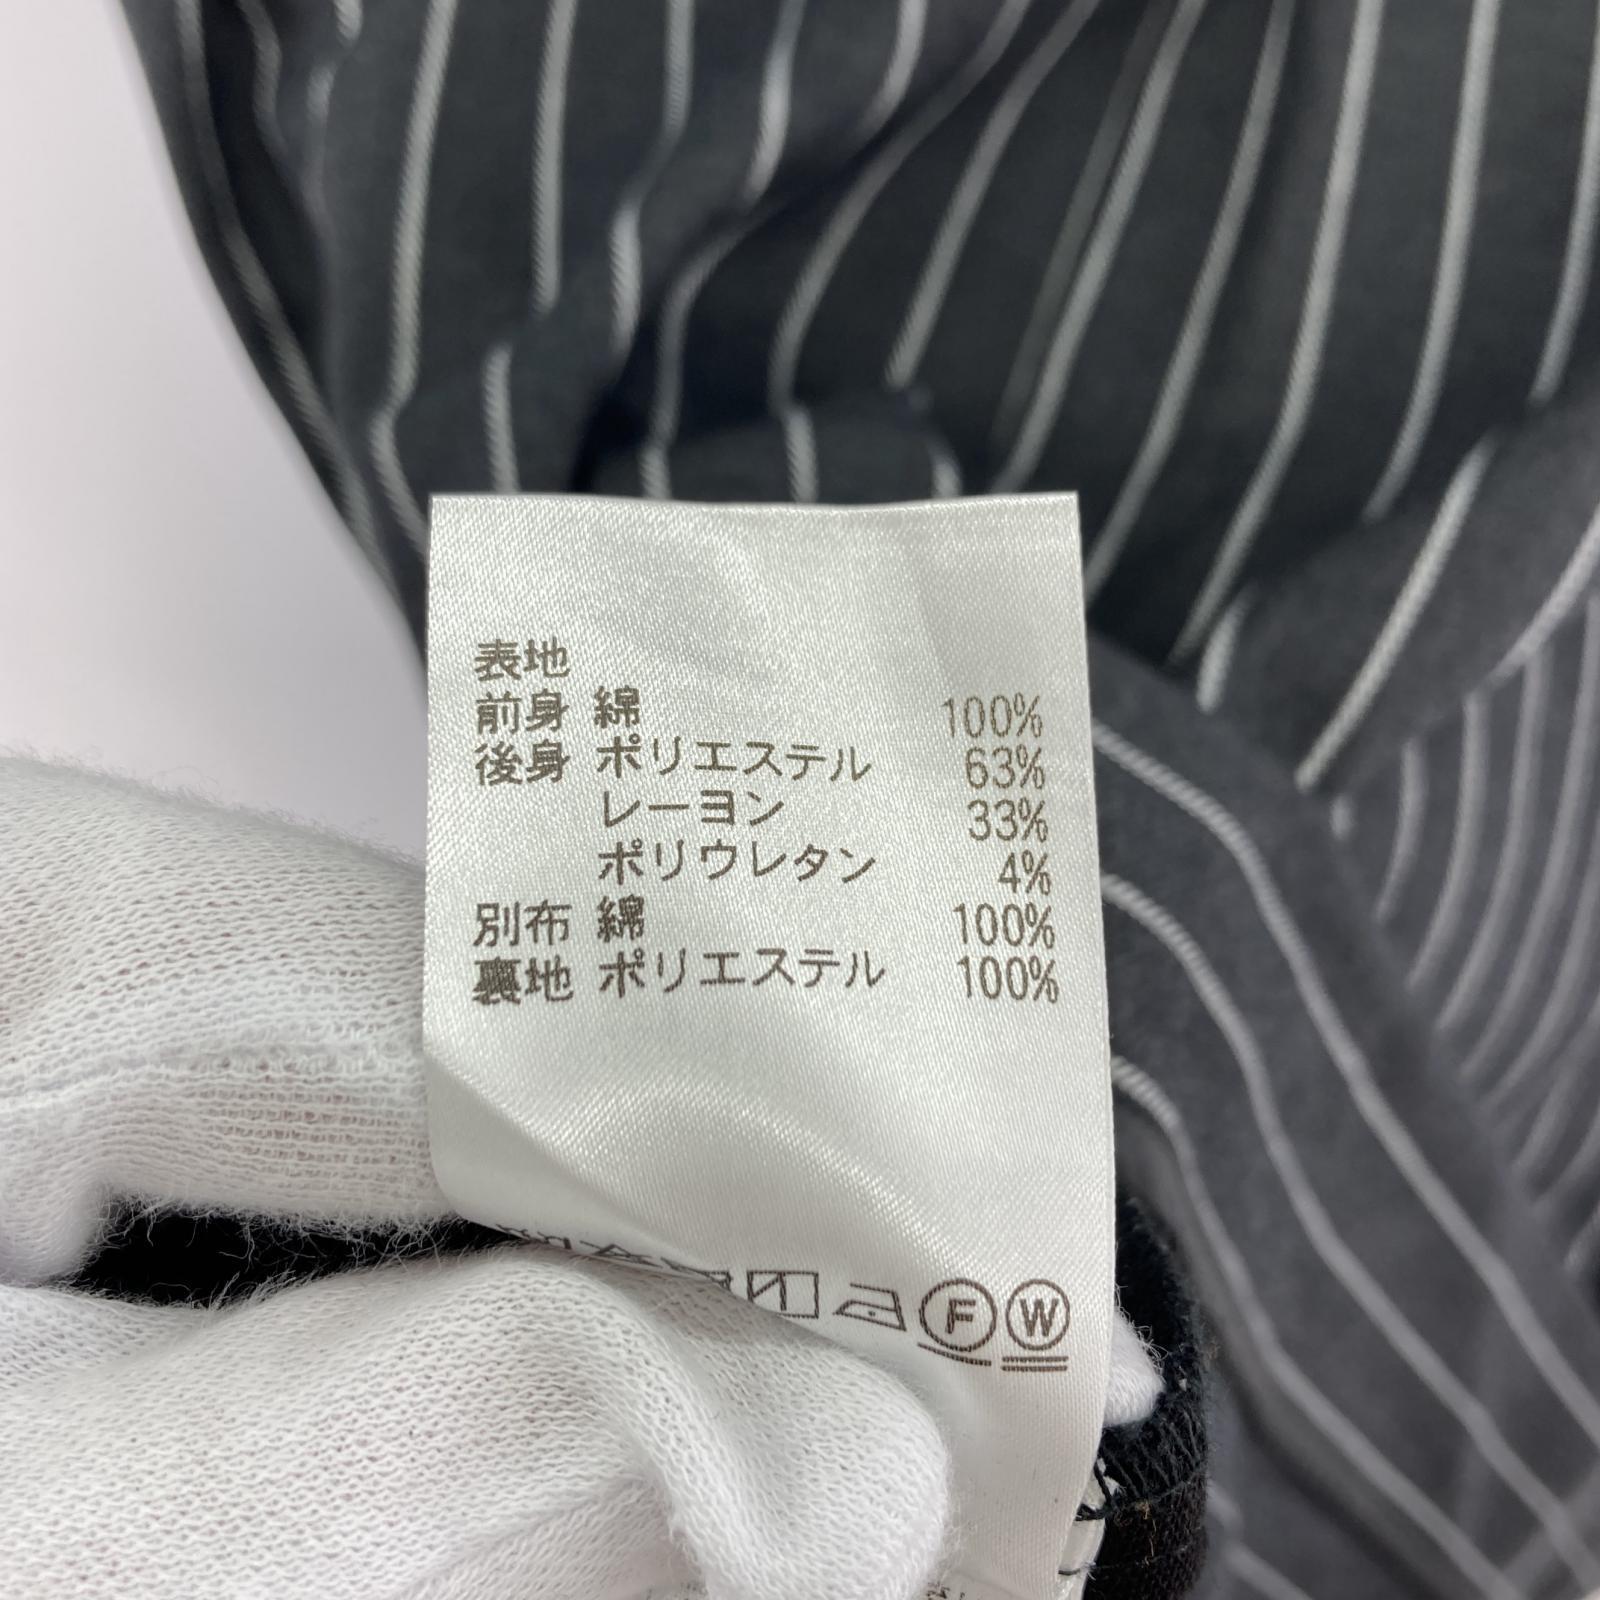 表地
前身 綿 100%
後身 ポリエステル 63%
レーヨン 33%
ポリウレタン 4%
別布 綿 100%
裏地 ポリエステル 100%
F W